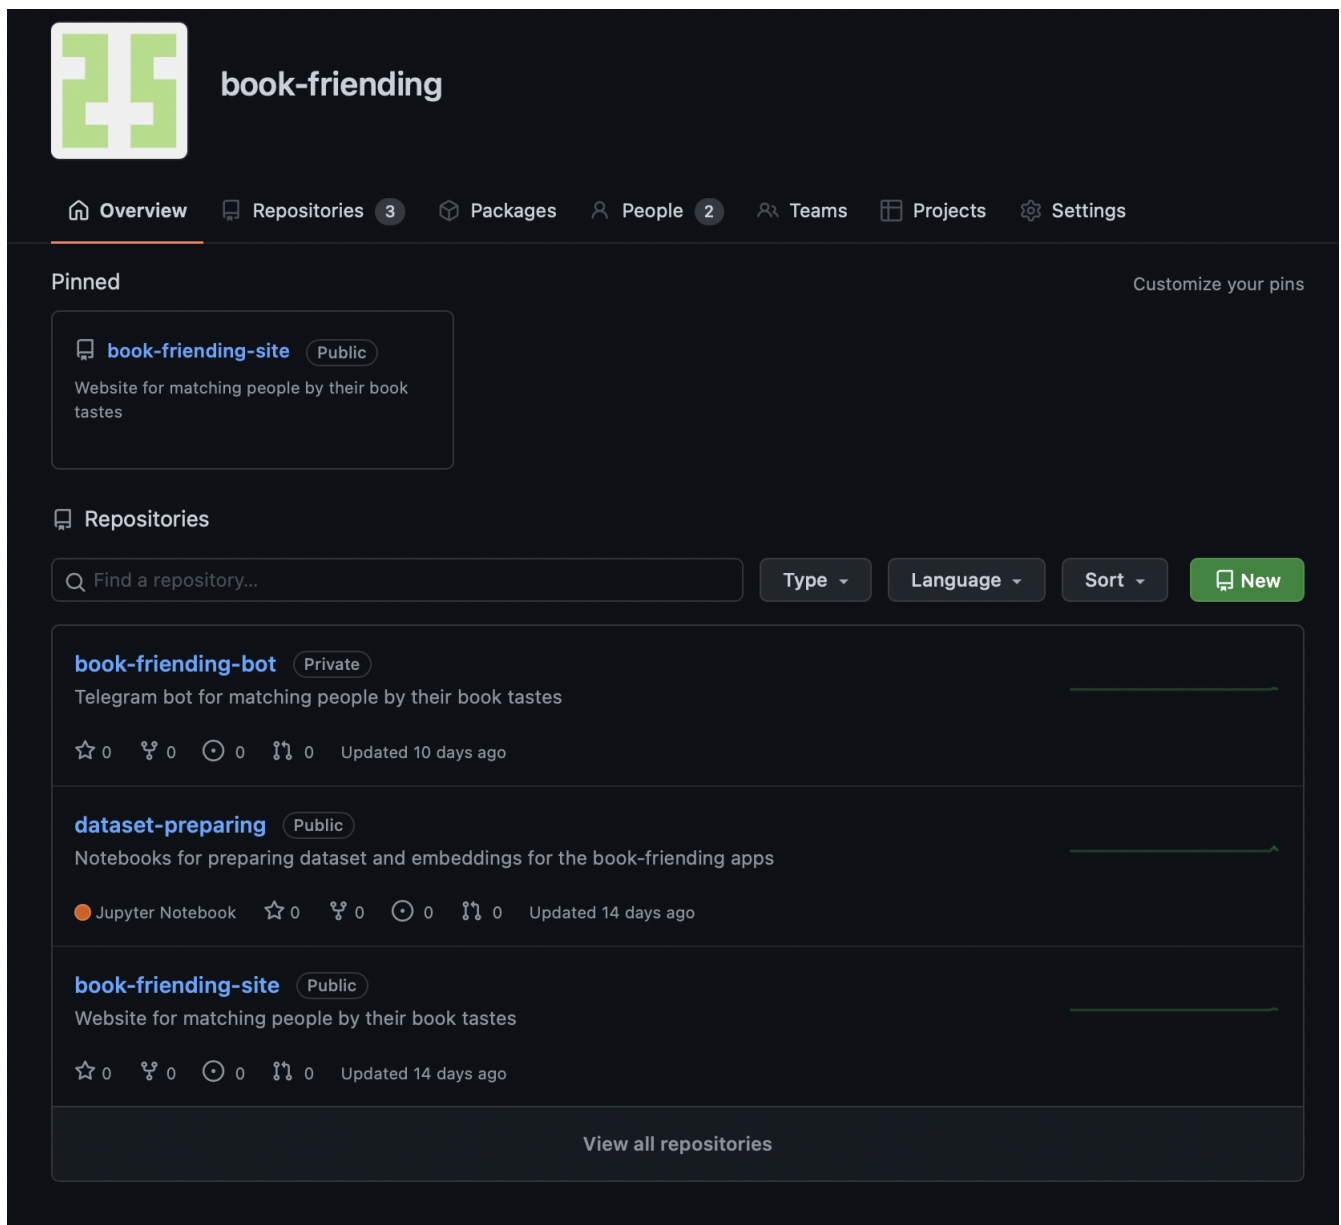 book-friending
Overview Repositories 3 Packages People 2 Teams Projects Settings
Pinned
Customize your pins
book-friending-site Public
Website for matching people by their book
tastes
Repositories
Find a repository... Type Language Sort New
book-friending-bot Private
Telegram bot for matching people by their book tastes
0 0 0 0 Updated 10 days ago
dataset-preparing Public
Notebooks for preparing dataset and embeddings for the book-friending apps
Jupyter Notebook 0 0 0 0 Updated 14 days ago
book-friending-site Public
Website for matching people by their book tastes
0 0 0 0 Updated 14 days ago
View all repositories